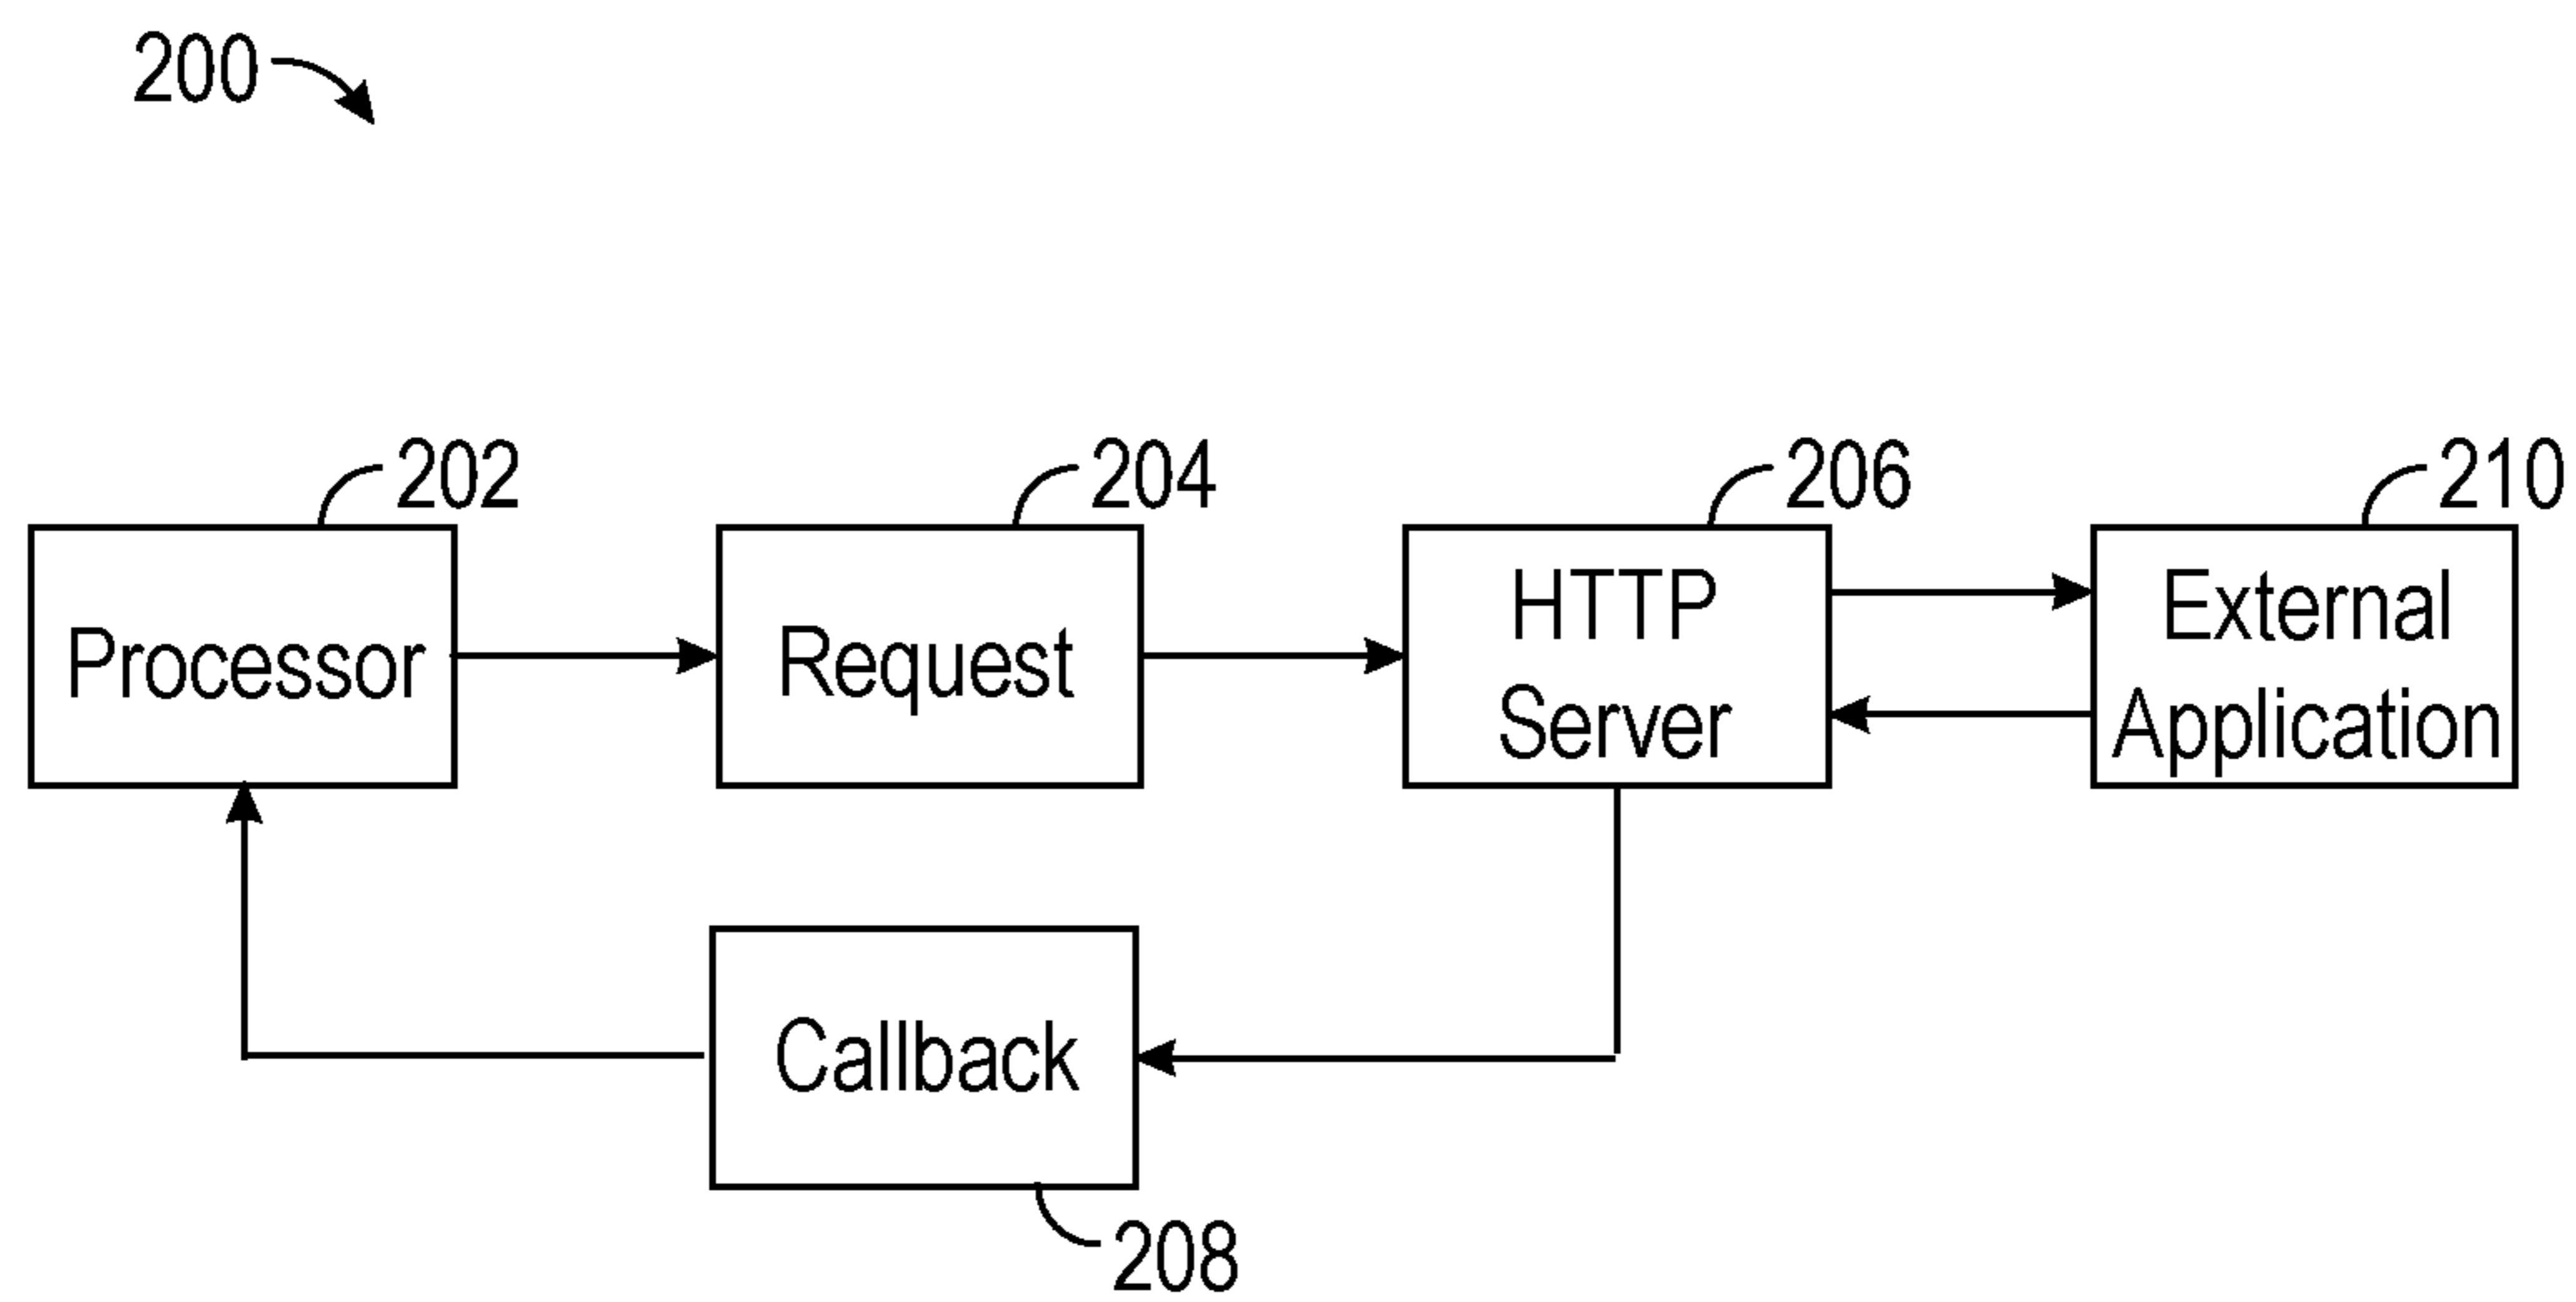 200
202
204
206
210
Processor
Request
HTTP
Server
External
Application
Callback
208